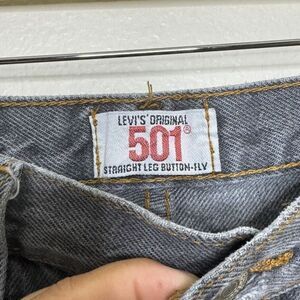 LEVI'S® ORIGINAL
501®
STRAIGHT LEG BUTTON-FLY